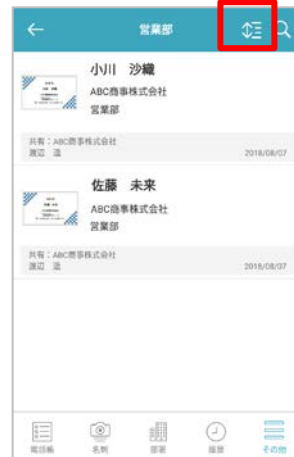 営業部
小川 沙織
ABC商事株式会社
営業部
共有：ABC商事株式会社
渡辺 遥
2018/08/07
佐藤 未来
ABC商事株式会社
営業部
共有：ABC商事株式会社
渡辺 遥
2018/08/07
電話帳
名刺
部署
履歴
その他